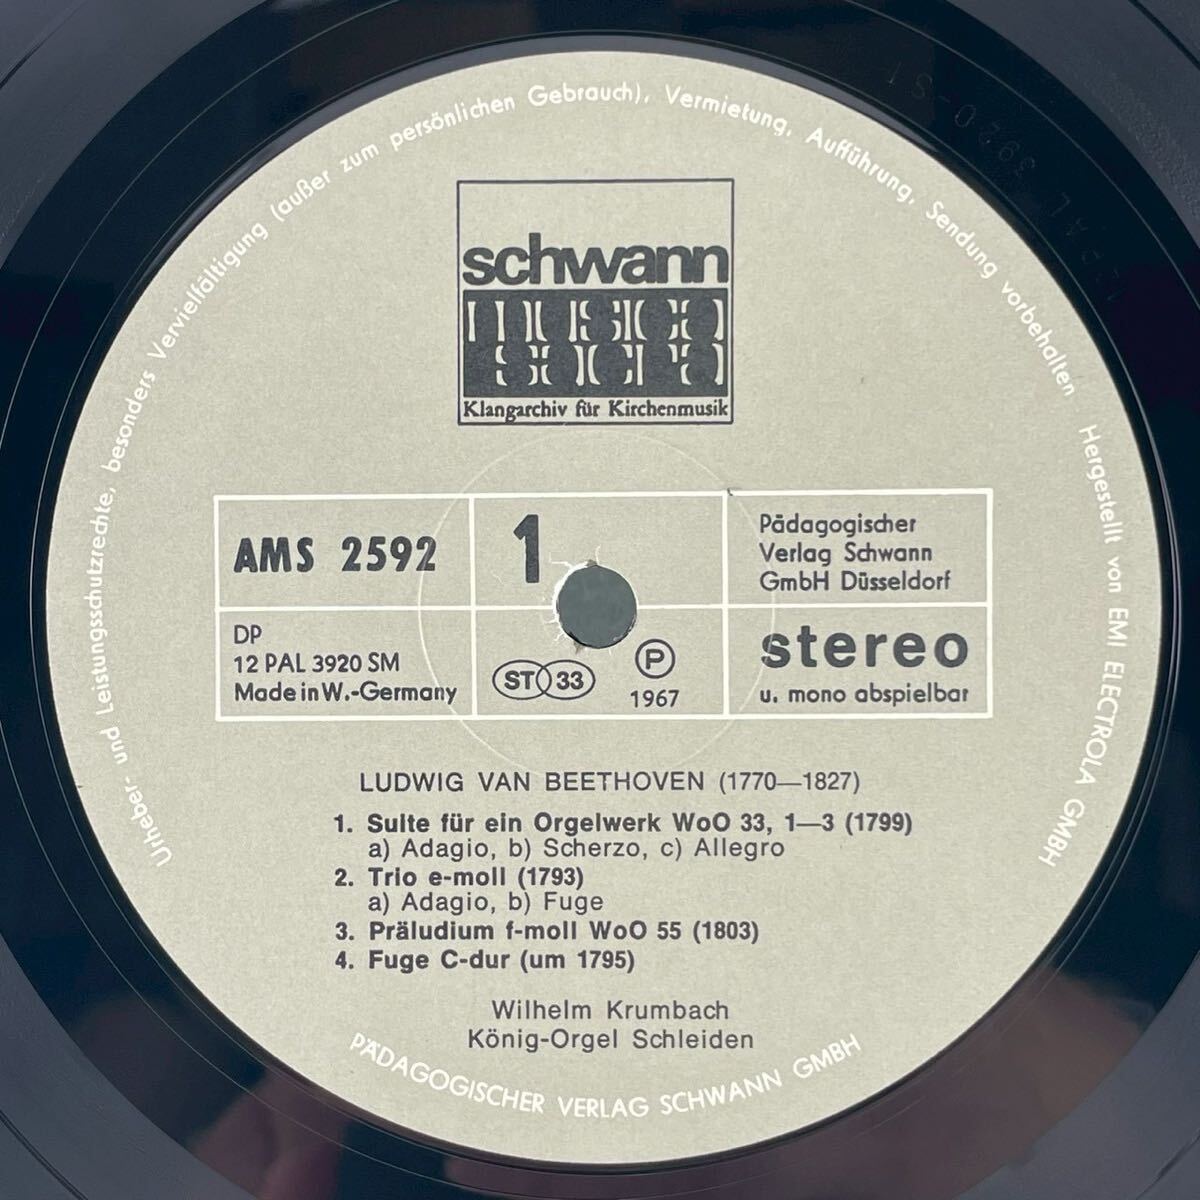 Urheber- und Leistungsschutzrechte, besonders Vervielfältigung (außer zum persönlichen Gebrauch), Vermietung, Aufführung, Sendung vorbehalten
Hergestellt von EMI ELECTROLA GMBH
12 PAL 3920-S1
schwann
MUSICA
SACRA
Klangarchiv für Kirchenmusik
AMS 2592
1
Pädagogischer
Verlag Schwann
GmbH Düsseldorf
DP
12 PAL 3920 SM
Made in W.-Germany
ST 33
P
1967
stereo
u. mono abspielbar
LUDWIG VAN BEETHOVEN (1770—1827)
1. Suite für ein Orgelwerk WoO 33, 1—3 (1799)
a) Adagio, b) Scherzo, c) Allegro
2. Trio e-moll (1793)
a) Adagio, b) Fuge
3. Präludium f-moll WoO 55 (1803)
4. Fuge C-dur (um 1795)
Wilhelm Krumbach
König-Orgel Schleiden
PÄDAGOGISCHER VERLAG SCHWANN GMBH